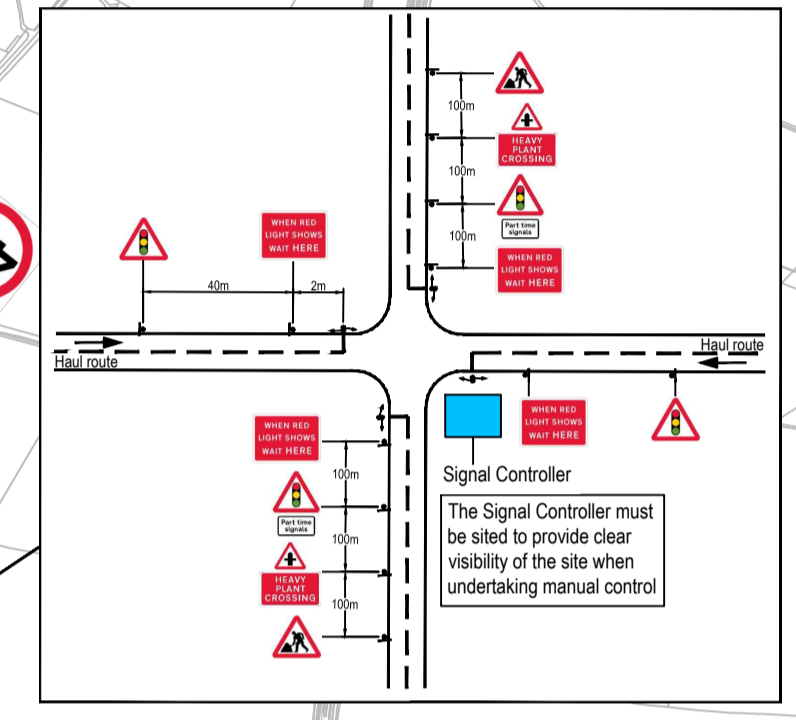 100m
HEAVY
PLANT
CROSSING
100m
Part time
signals
100m
WHEN RED
LIGHT SHOWS
WAIT HERE
WHEN RED
LIGHT SHOWS
WAIT HERE
40m
2m
Haul route
Haul route
WHEN RED
LIGHT SHOWS
WAIT HERE
100m
Part time
signals
100m
HEAVY
PLANT
CROSSING
100m
WHEN RED
LIGHT SHOWS
WAIT HERE
Signal Controller
The Signal Controller must
be sited to provide clear
visibility of the site when
undertaking manual control